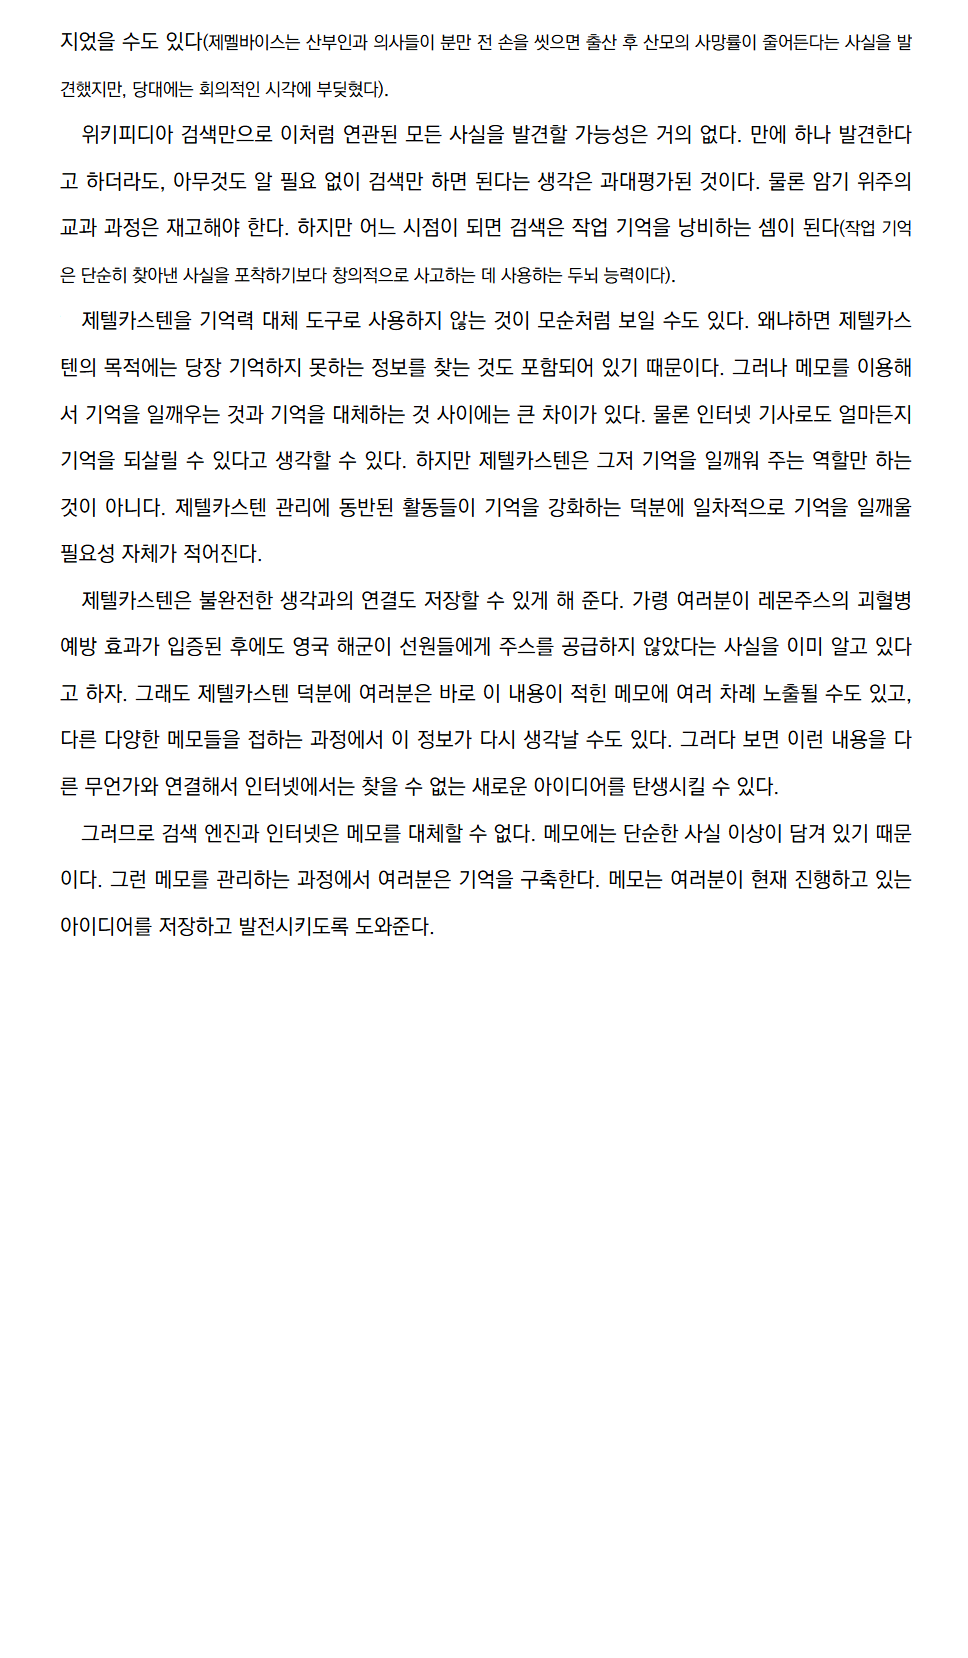 지었을 수도 있다(제멜바이스는 산부인과 의사들이 분만 전 손을 씻으면 출산 후 산모의 사망률이 줄어든다는 사실을 발
견했지만, 당대에는 회의적인 시각에 부딪혔다).
위키피디아 검색만으로 이처럼 연관된 모든 사실을 발견할 가능성은 거의 없다. 만에 하나 발견한다
고 하더라도, 아무것도 알 필요 없이 검색만 하면 된다는 생각은 과대평가된 것이다. 물론 암기 위주의
교과 과정은 재고해야 한다. 하지만 어느 시점이 되면 검색은 작업 기억을 낭비하는 셈이 된다(작업 기억
은 단순히 찾아낸 사실을 포착하기보다 창의적으로 사고하는 데 사용하는 두뇌 능력이다).
제텔카스텐을 기억력 대체 도구로 사용하지 않는 것이 모순처럼 보일 수도 있다. 왜냐하면 제텔카스
텐의 목적에는 당장 기억하지 못하는 정보를 찾는 것도 포함되어 있기 때문이다. 그러나 메모를 이용해
서 기억을 일깨우는 것과 기억을 대체하는 것 사이에는 큰 차이가 있다. 물론 인터넷 기사로도 얼마든지
기억을 되살릴 수 있다고 생각할 수 있다. 하지만 제텔카스텐은 그저 기억을 일깨워 주는 역할만 하는
것이 아니다. 제텔카스텐 관리에 동반된 활동들이 기억을 강화하는 덕분에 일차적으로 기억을 일깨울
필요성 자체가 적어진다.
제텔카스텐은 불완전한 생각과의 연결도 저장할 수 있게 해 준다. 가령 여러분이 레몬주스의 괴혈병
예방 효과가 입증된 후에도 영국 해군이 선원들에게 주스를 공급하지 않았다는 사실을 이미 알고 있다
고 하자. 그래도 제텔카스텐 덕분에 여러분은 바로 이 내용이 적힌 메모에 여러 차례 노출될 수도 있고,
다른 다양한 메모들을 접하는 과정에서 이 정보가 다시 생각날 수도 있다. 그러다 보면 이런 내용을 다
른 무언가와 연결해서 인터넷에서는 찾을 수 없는 새로운 아이디어를 탄생시킬 수 있다.
그러므로 검색 엔진과 인터넷은 메모를 대체할 수 없다. 메모에는 단순한 사실 이상이 담겨 있기 때문
이다. 그런 메모를 관리하는 과정에서 여러분은 기억을 구축한다. 메모는 여러분이 현재 진행하고 있는
아이디어를 저장하고 발전시키도록 도와준다.